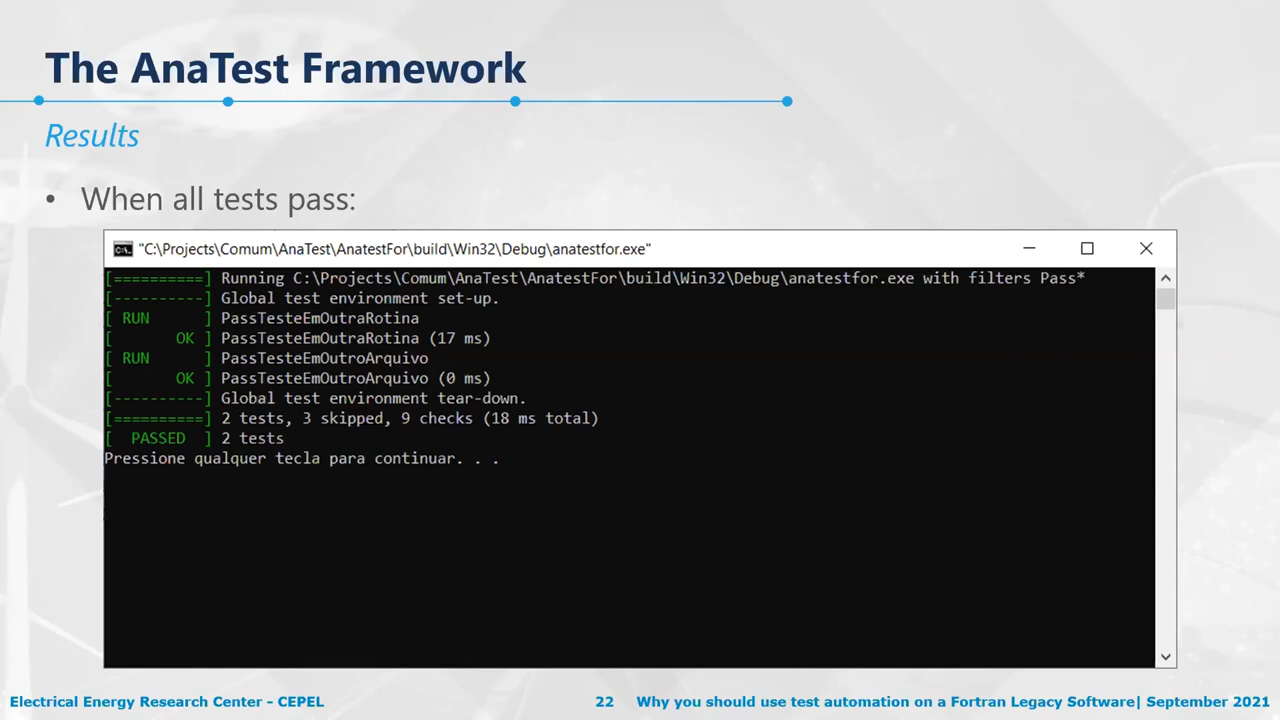 The AnaTest Framework
Results
• When all tests pass:
"C:\Projects\Comum\AnaTest\AnatestFor\build\Win32\Debug\anatestfor.exe"
[==========] Running C:\Projects\Comum\AnaTest\AnatestFor\build\Win32\Debug\anatestfor.exe with filters Pass*
[----------] Global test environment set-up.
[ RUN      ] PassTesteEmOutraRotina
[       OK ] PassTesteEmOutraRotina (17 ms)
[ RUN      ] PassTesteEmOutroArquivo
[       OK ] PassTesteEmOutroArquivo (0 ms)
[----------] Global test environment tear-down.
[==========] 2 tests, 3 skipped, 9 checks (18 ms total)
[  PASSED  ] 2 tests
Pressione qualquer tecla para continuar. . .
Electrical Energy Research Center - CEPEL 22 Why you should use test automation on a Fortran Legacy Software| September 2021